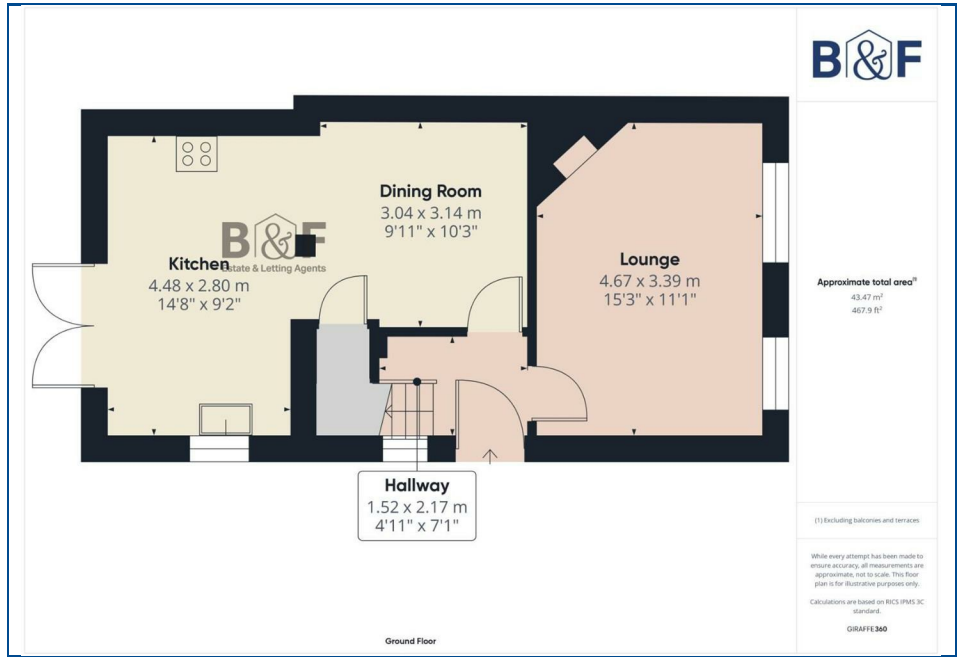 B&F
Approximate total area⁽¹⁾
43.47 m²
467.9 ft²
(1) Excluding balconies and terraces
While every attempt has been made to
ensure accuracy, all measurements are
approximate, not to scale. This floor
plan is for illustrative purposes only.
Calculations are based on RICS IPMS 3C
standard.
GIRAFFE360
Dining Room
3.04 x 3.14 m
9'11" x 10'3"
B&F
Estate & Letting Agents
Kitchen
4.48 x 2.80 m
14'8" x 9'2"
Lounge
4.67 x 3.39 m
15'3" x 11'1"
Hallway
1.52 x 2.17 m
4'11" x 7'1"
Ground Floor